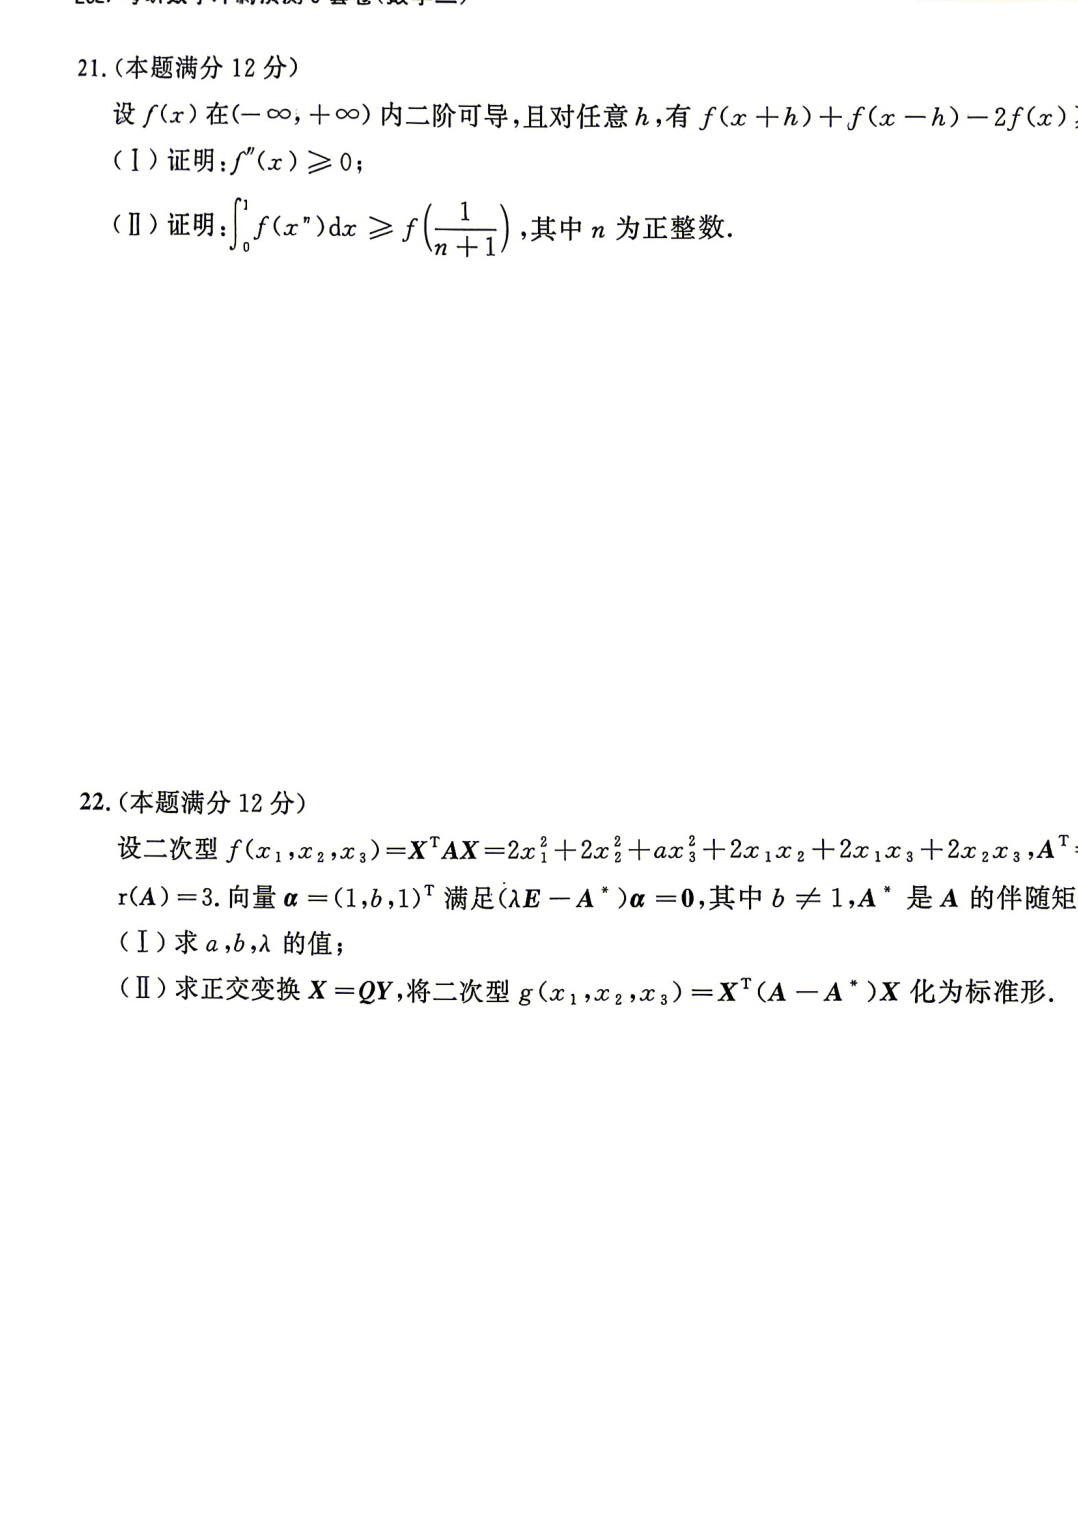 21.(本题满分 12 分)
设 f(x) 在(-∞,+∞) 内二阶可导,且对任意 h,有 f(x+h)+f(x-h)-2f(x)
(Ⅰ) 证明:f″(x)≥0;
(Ⅱ) 证明:∫₀¹ f(xⁿ)dx ≥ f(1/(n+1)),其中 n 为正整数.
22.(本题满分 12 分)
设二次型 f(x₁,x₂,x₃)=XᵀAX=2x₁²+2x₂²+ax₃²+2x₁x₂+2x₁x₃+2x₂x₃,Aᵀ
r(A)=3. 向量 α=(1,b,1)ᵀ 满足(λE-A*)α=0,其中 b≠1,A* 是 A 的伴随矩
(Ⅰ) 求 a,b,λ 的值;
(Ⅱ) 求正交变换 X=QY,将二次型 g(x₁,x₂,x₃)=Xᵀ(A-A*)X 化为标准形.